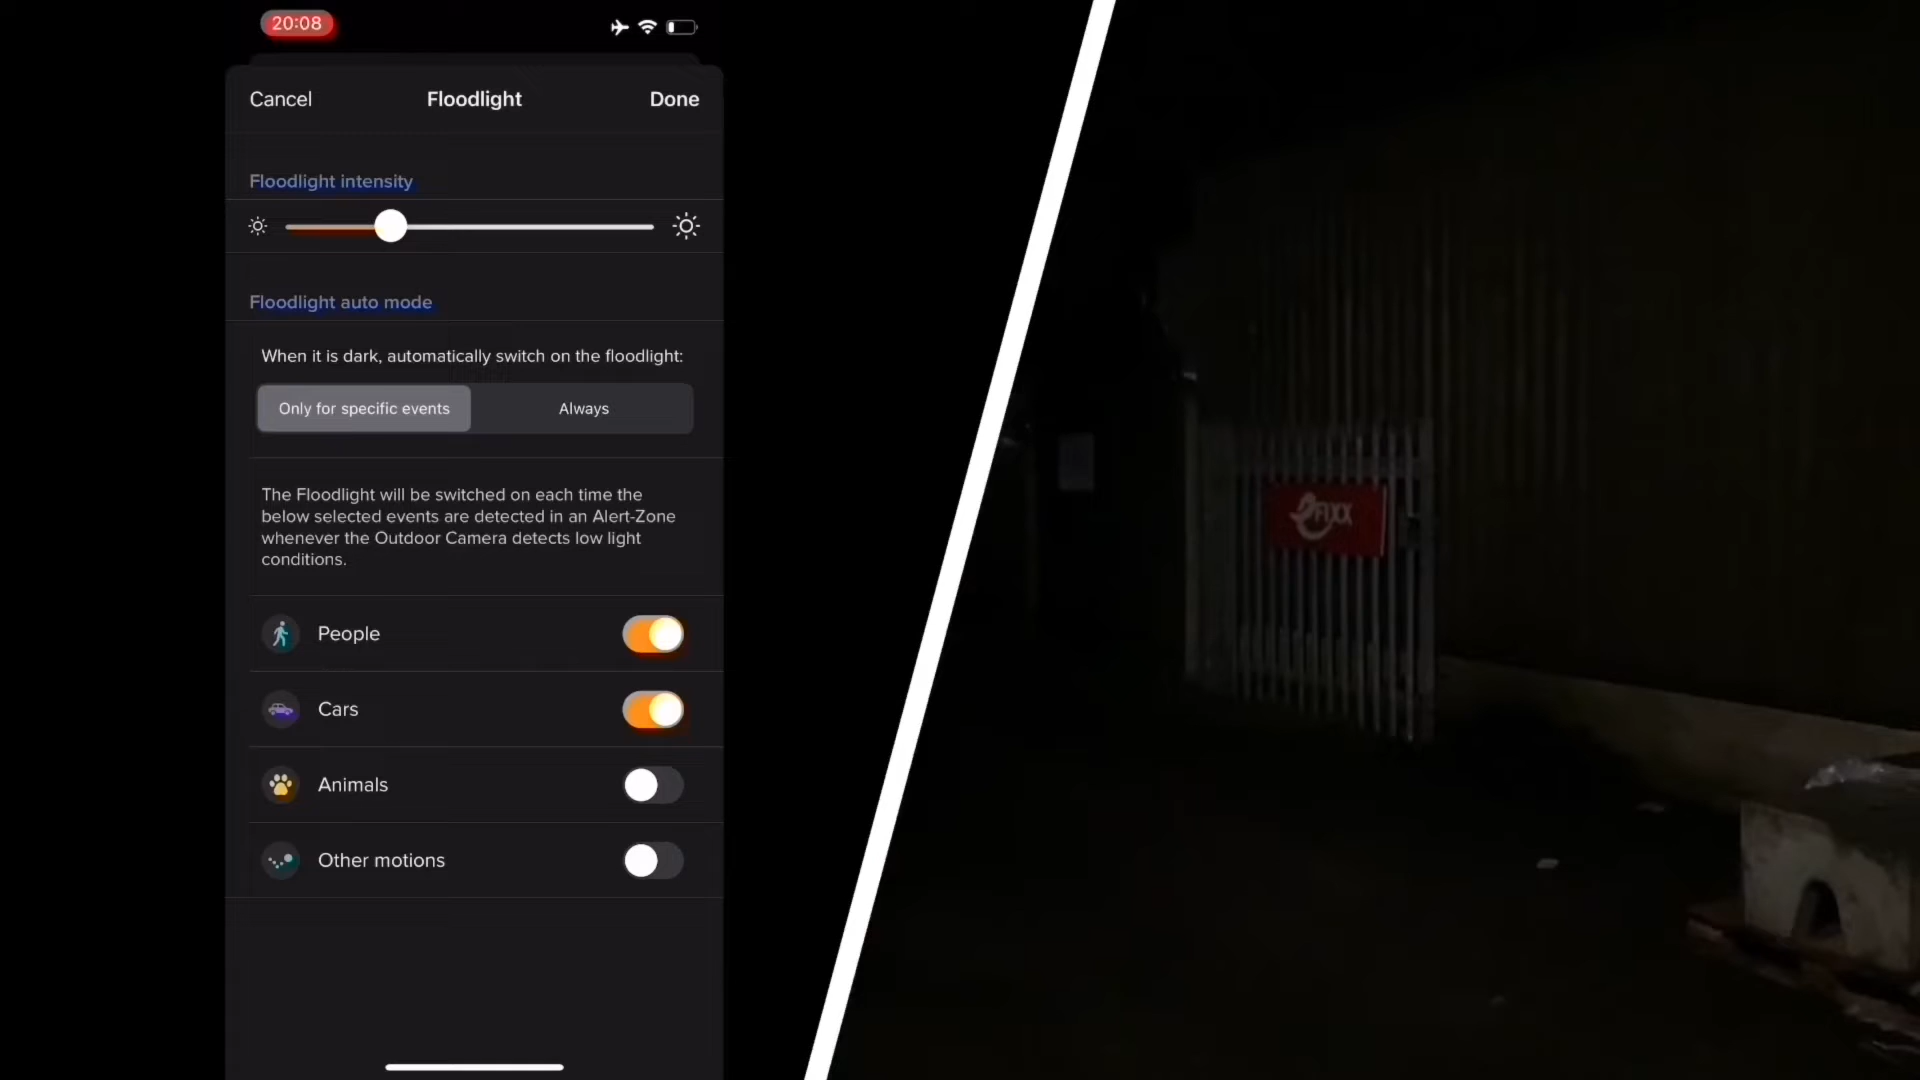 20:08
Cancel
Floodlight
Done
Floodlight intensity
Floodlight auto mode
When it is dark, automatically switch on the floodlight:
Only for specific events
Always
The Floodlight will be switched on each time the
below selected events are detected in an Alert-Zone
whenever the Outdoor Camera detects low light
conditions.
People
Cars
Animals
Other motions
eFIXX